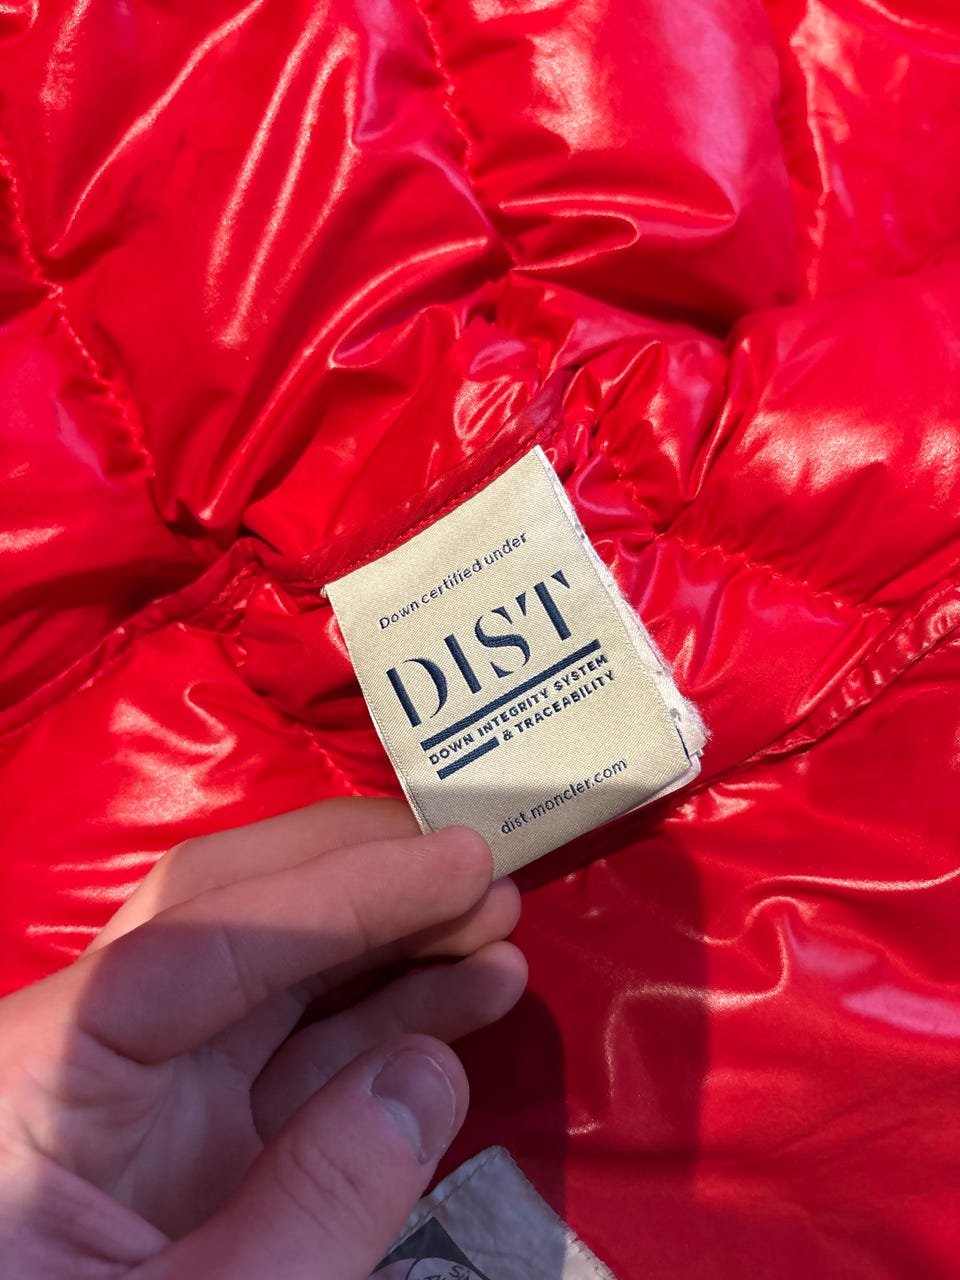 Down certified under
DIST
DOWN INTEGRITY SYSTEM
& TRACEABILITY
dist.moncler.com